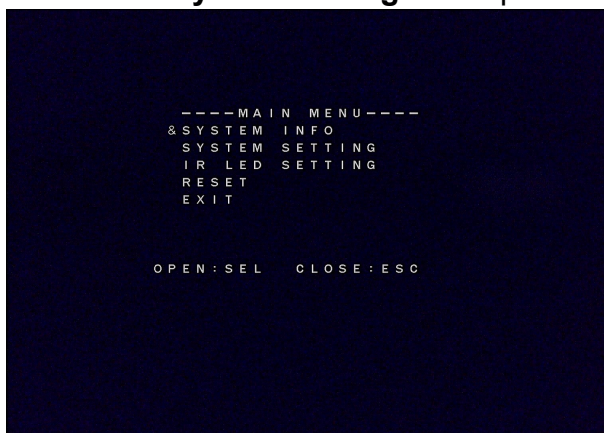 ----MAIN MENU----
&SYSTEM INFO
SYSTEM SETTING
IR LED SETTING
RESET
EXIT
OPEN:SEL CLOSE:ESC